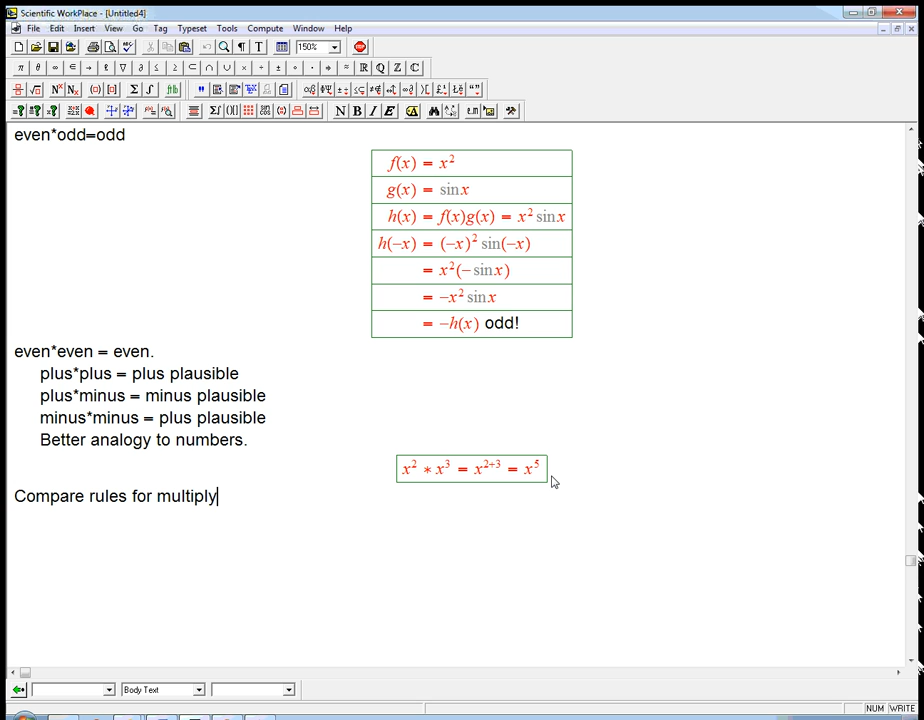 Scientific WorkPlace - [Untitled4]
File Edit Insert View Go Tag Typeset Tools Compute Window Help
150%
even*odd=odd
f(x) = x²
g(x) = sin x
h(x) = f(x)g(x) = x² sin x
h(−x) = (−x)² sin(−x)
= x²(− sin x)
= −x² sin x
= −h(x) odd!
even*even = even.
plus*plus = plus plausible
plus*minus = minus plausible
minus*minus = plus plausible
Better analogy to numbers.
x² * x³ = x²⁺³ = x⁵
Compare rules for multiply
Body Text
NUM WRITE